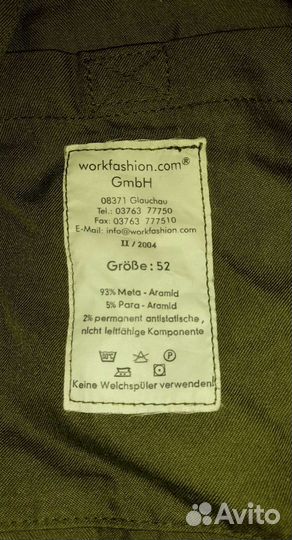 workfashion.com®
GmbH
08371 Glauchau
Tel.: 03763 77750
Fax: 03763 777510
E-Mail: info@workfashion.com
II / 2004
Größe: 52
93% Meta - Aramid
5% Para - Aramid
2% permanent antistatische,
nicht leitfähige Komponente
Keine Weichspüler verwenden!
Avito